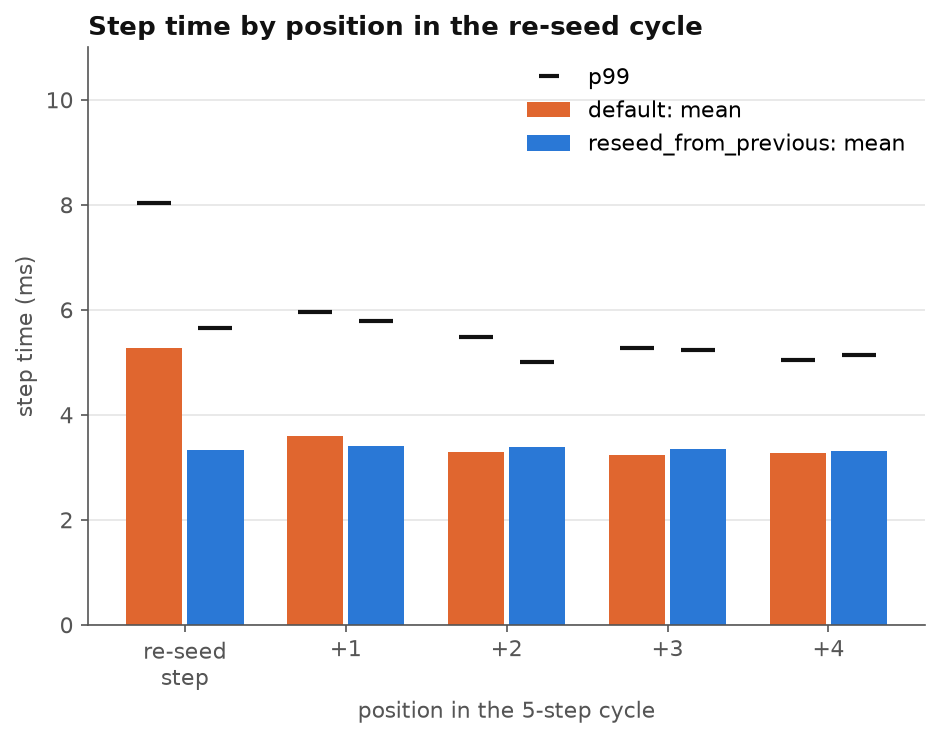 Step time by position in the re-seed cycle
p99
default: mean
reseed_from_previous: mean
step time (ms)
10
8
6
4
2
0
re-seed
step
+1
+2
+3
+4
position in the 5-step cycle